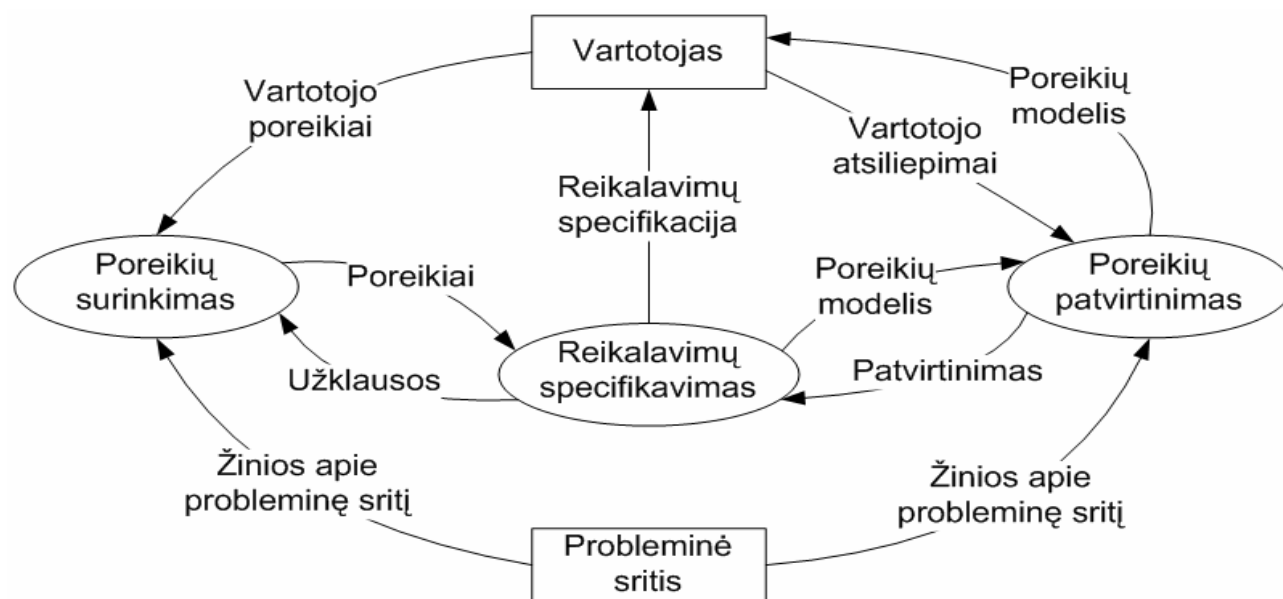 Vartotojas
Vartotojo
poreikiai
Poreikių
modelis
Vartotojo
atsiliepimai
Reikalavimų
specifikacija
Poreikių
surinkimas
Poreikiai
Poreikių
modelis
Poreikių
patvirtinimas
Reikalavimų
specifikavimas
Užklausos
Patvirtinimas
Žinios apie
probleminę sritį
Žinios apie
probleminę sritį
Probleminė
sritis